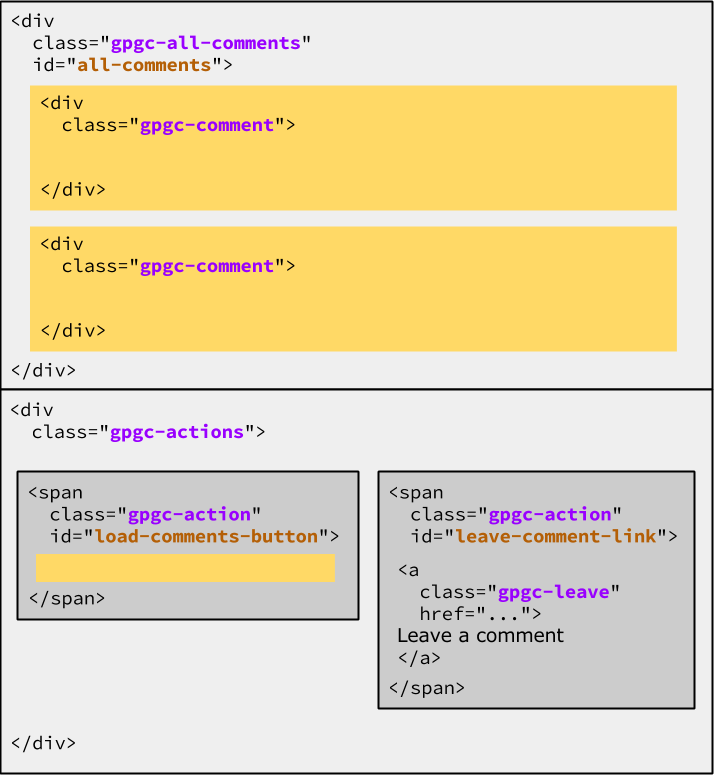 <div
class="gpgc-all-comments"
id="all-comments">
<div
class="gpgc-comment">
</div>
<div
class="gpgc-comment">
</div>
</div>
<div
class="gpgc-actions">
<span
class="gpgc-action"
id="load-comments-button">
</span>
<span
class="gpgc-action"
id="leave-comment-link">
<a
class="gpgc-leave"
href="...">
Leave a comment
</a>
</span>
</div>